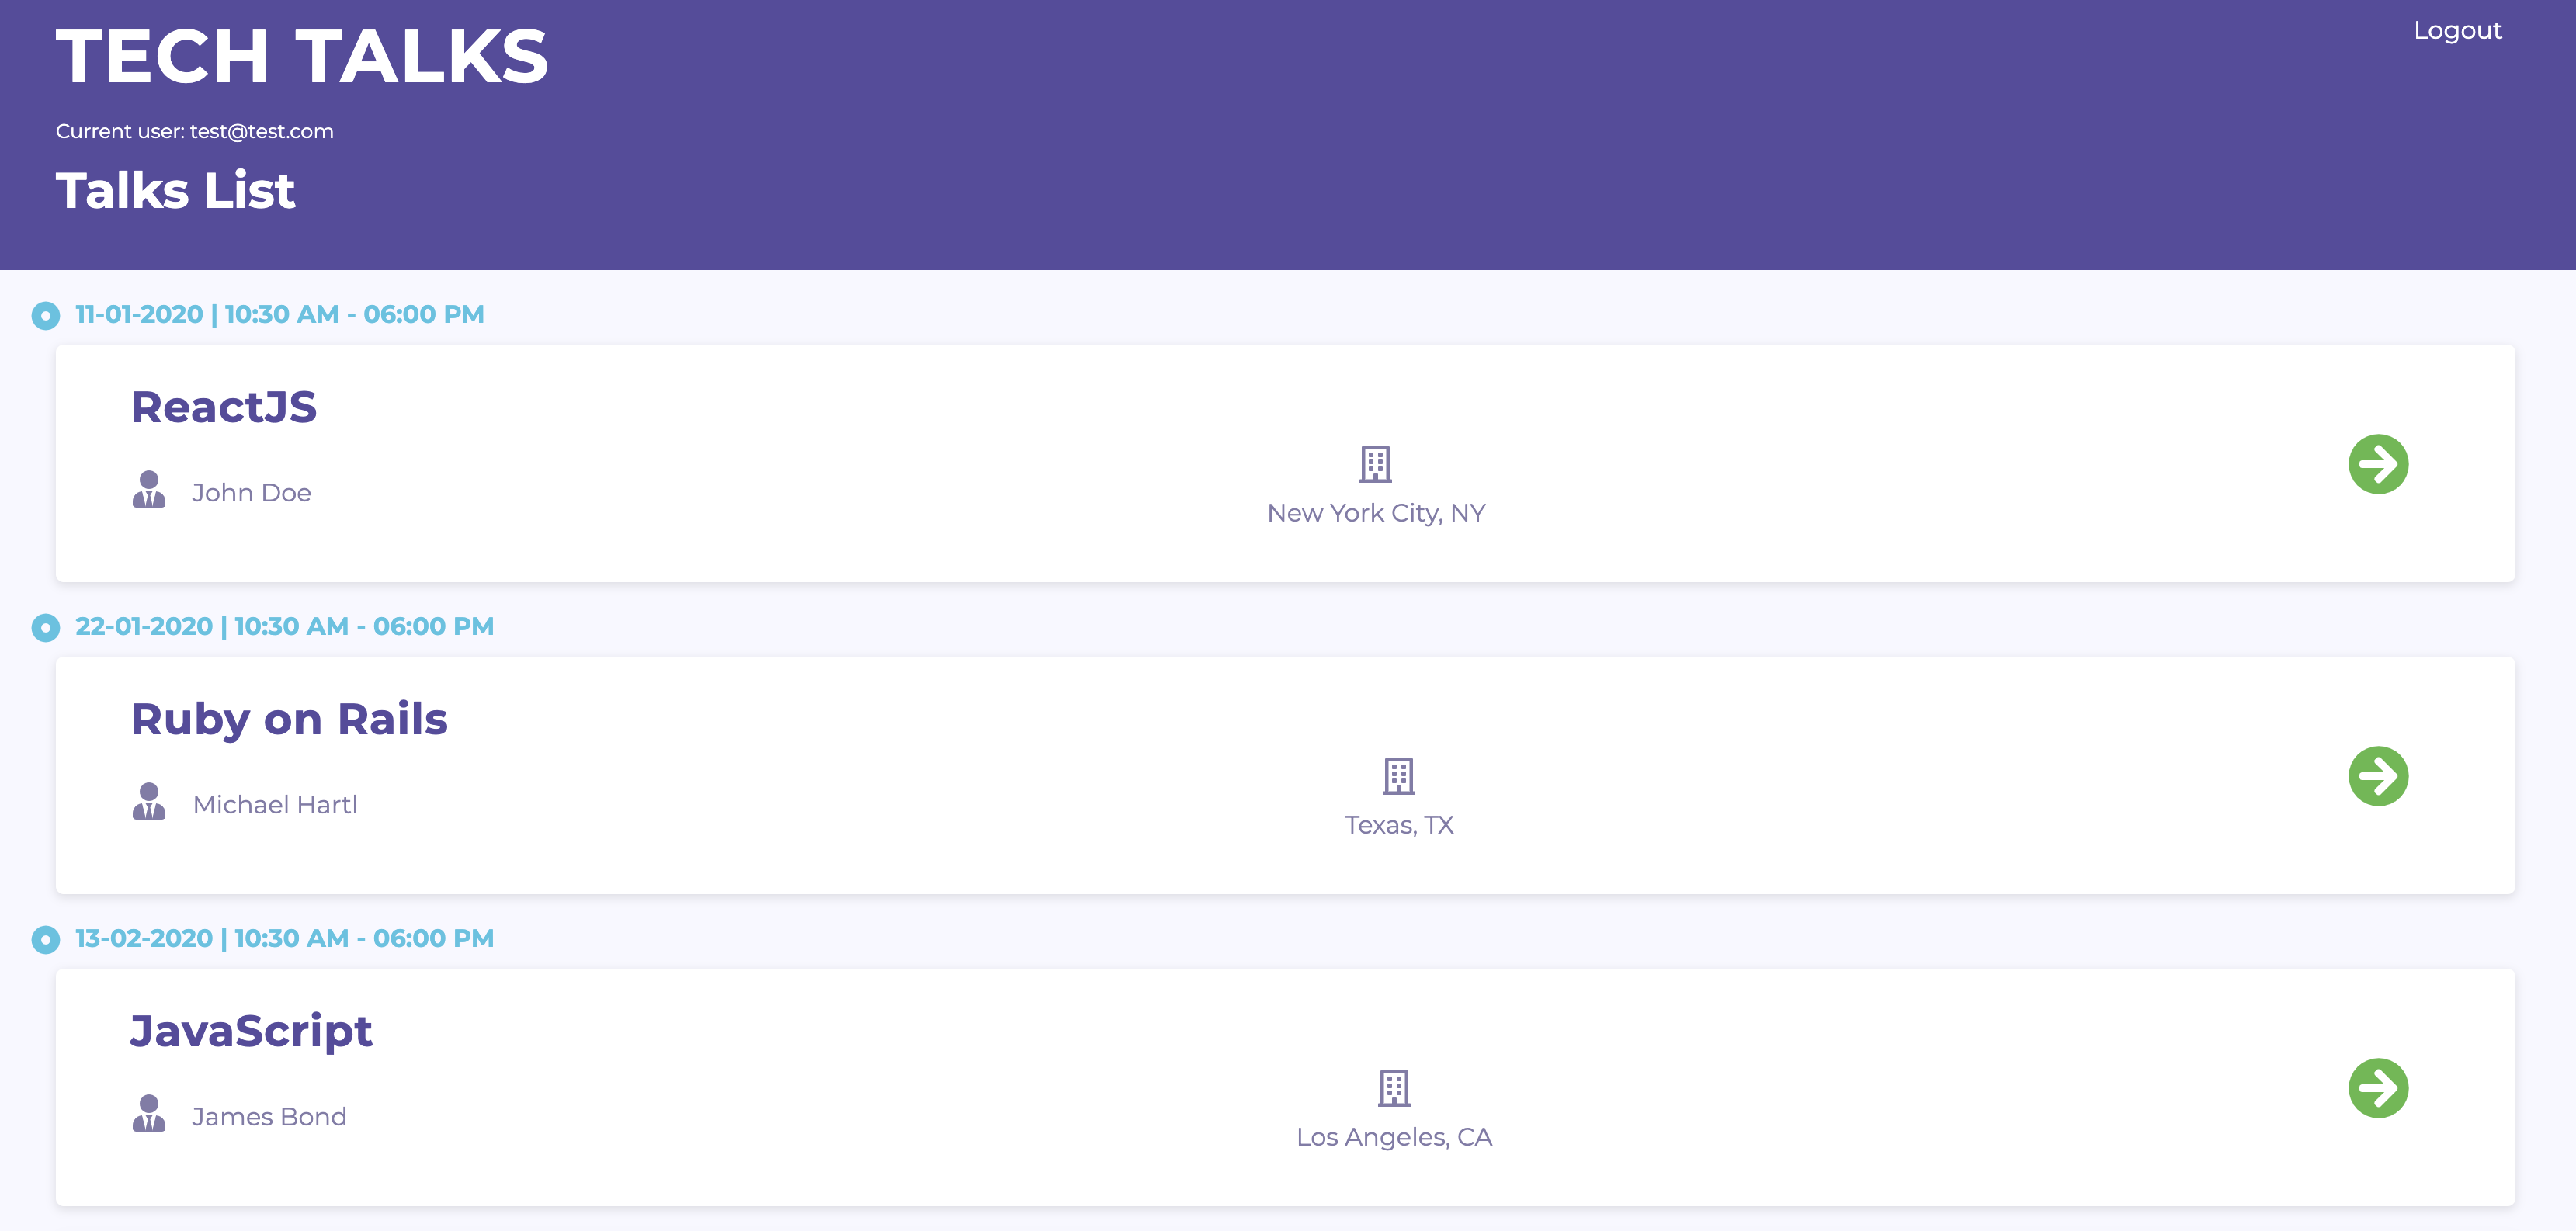 TECH TALKS
Logout
Current user: test@test.com
Talks List
11-01-2020 | 10:30 AM - 06:00 PM
ReactJS
John Doe
New York City, NY
22-01-2020 | 10:30 AM - 06:00 PM
Ruby on Rails
Michael Hartl
Texas, TX
13-02-2020 | 10:30 AM - 06:00 PM
JavaScript
James Bond
Los Angeles, CA